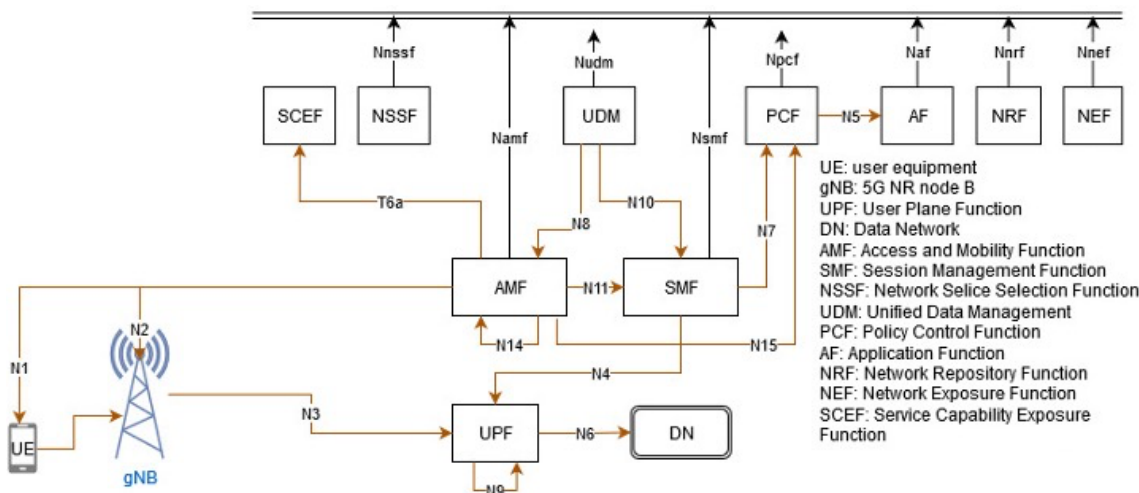 Nnssf
Nudm
Npcf
Naf
Nnrf
Nnef
SCEF
NSSF
Namf
UDM
Nsmf
PCF
N5
AF
NRF
NEF
T6a
N8
N10
N7
AMF
N11
SMF
N14
N15
N1
N2
N4
N3
UE
gNB
UPF
N6
DN
N9
UE: user equipment
gNB: 5G NR node B
UPF: User Plane Function
DN: Data Network
AMF: Access and Mobility Function
SMF: Session Management Function
NSSF: Network Selice Selection Function
UDM: Unified Data Management
PCF: Policy Control Function
AF: Application Function
NRF: Network Repository Function
NEF: Network Exposure Function
SCEF: Service Capability Exposure
Function